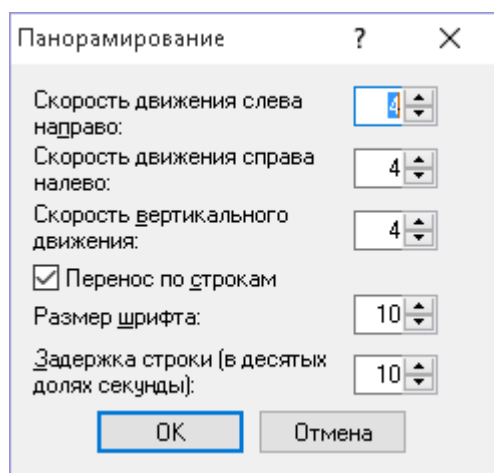 Панорамирование ? ×
Скорость движения слева 4
направо:
Скорость движения справа 4
налево:
Скорость вертикального 4
движения:
Перенос по строкам
Размер шрифта: 10
Задержка строки (в десятых 10
долях секунды):
OK Отмена